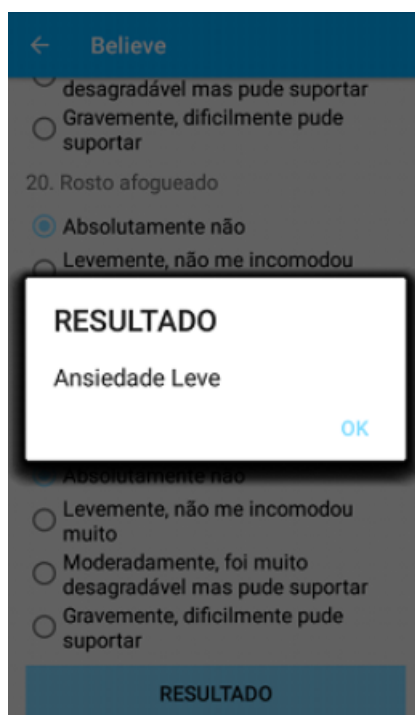 Believe
desagradável mas pude suportar
Gravemente, dificilmente pude
suportar
20. Rosto afogueado
Absolutamente não
Levemente, não me incomodou
RESULTADO
Ansiedade Leve
OK
Absolutamente não
Levemente, não me incomodou
muito
Moderadamente, foi muito
desagradável mas pude suportar
Gravemente, dificilmente pude
suportar
RESULTADO